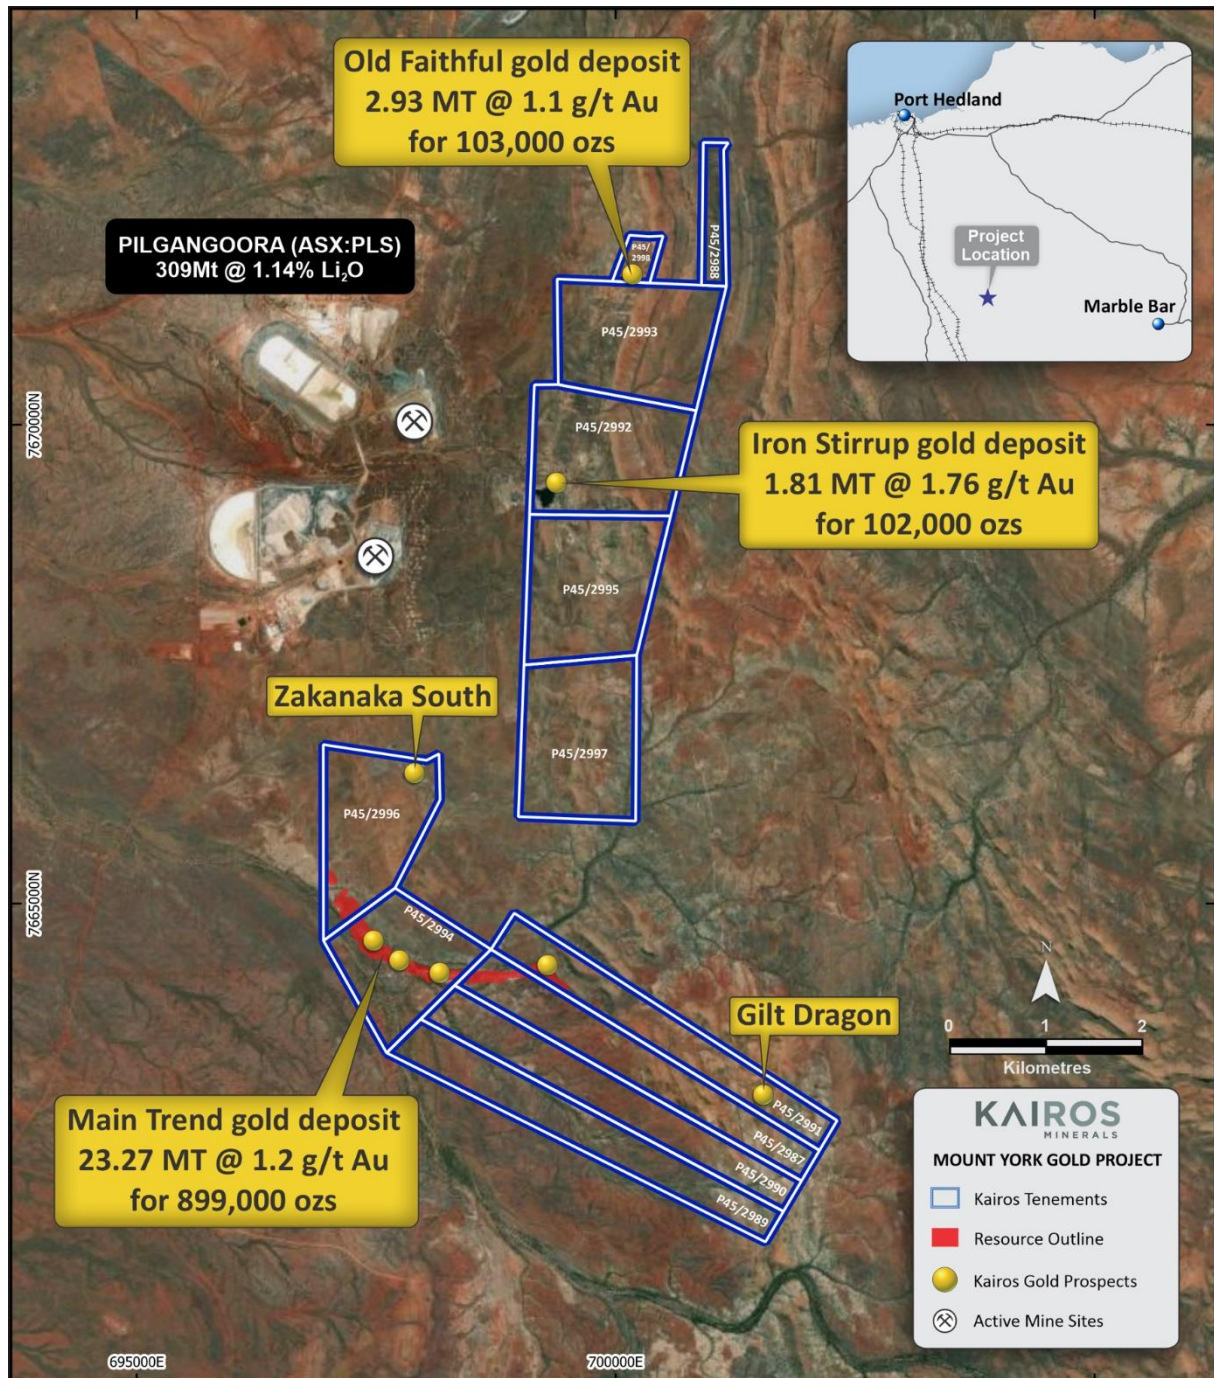 Old Faithful gold deposit
2.93 MT @ 1.1 g/t Au
for 103,000 ozs
Port Hedland
Project
Location
Marble Bar
PILGANGOORA (ASX:PLS)
309Mt @ 1.14% Li₂O
P45/2988
P45/
2998
P45/2993
7670000N
P45/2992
Iron Stirrup gold deposit
1.81 MT @ 1.76 g/t Au
for 102,000 ozs
P45/2995
Zakanaka South
P45/2997
P45/2996
7665000N
P45/2994
N
Gilt Dragon
0 1 2
Kilometres
P45/2991
P45/2987
P45/2990
P45/2989
Main Trend gold deposit
23.27 MT @ 1.2 g/t Au
for 899,000 ozs
KAIROS
MINERALS
MOUNT YORK GOLD PROJECT
Kairos Tenements
Resource Outline
Kairos Gold Prospects
Active Mine Sites
695000E
700000E